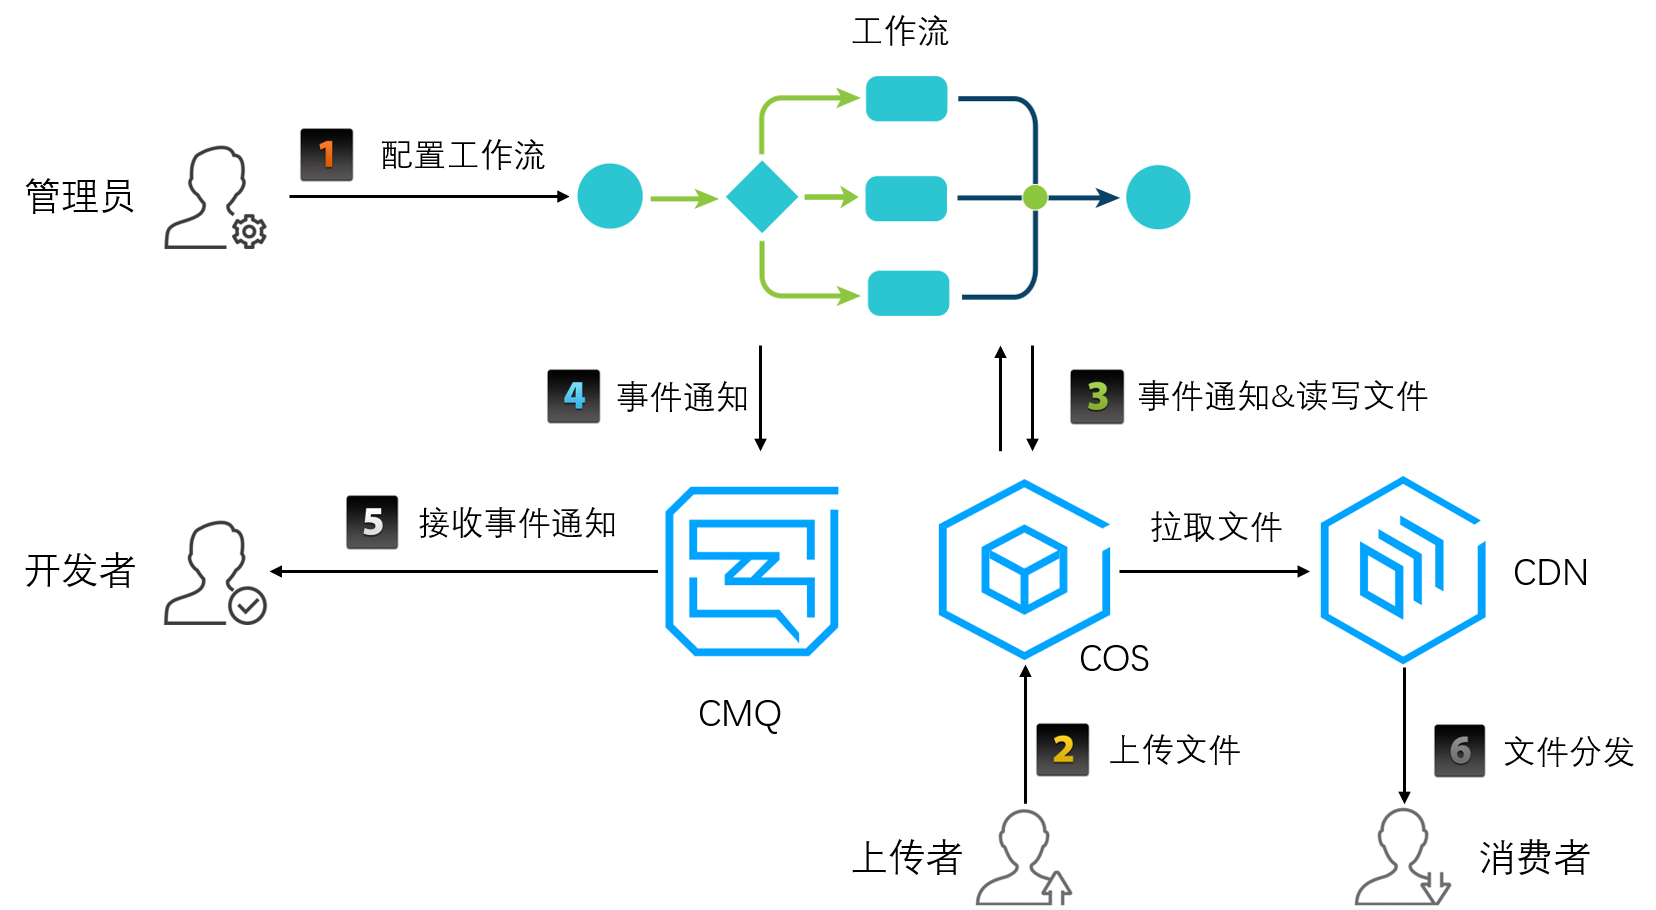 工作流
1 配置工作流
管理员
4 事件通知
3 事件通知&读写文件
5 接收事件通知
拉取文件
开发者
CDN
COS
CMQ
2 上传文件
6 文件分发
上传者
消费者